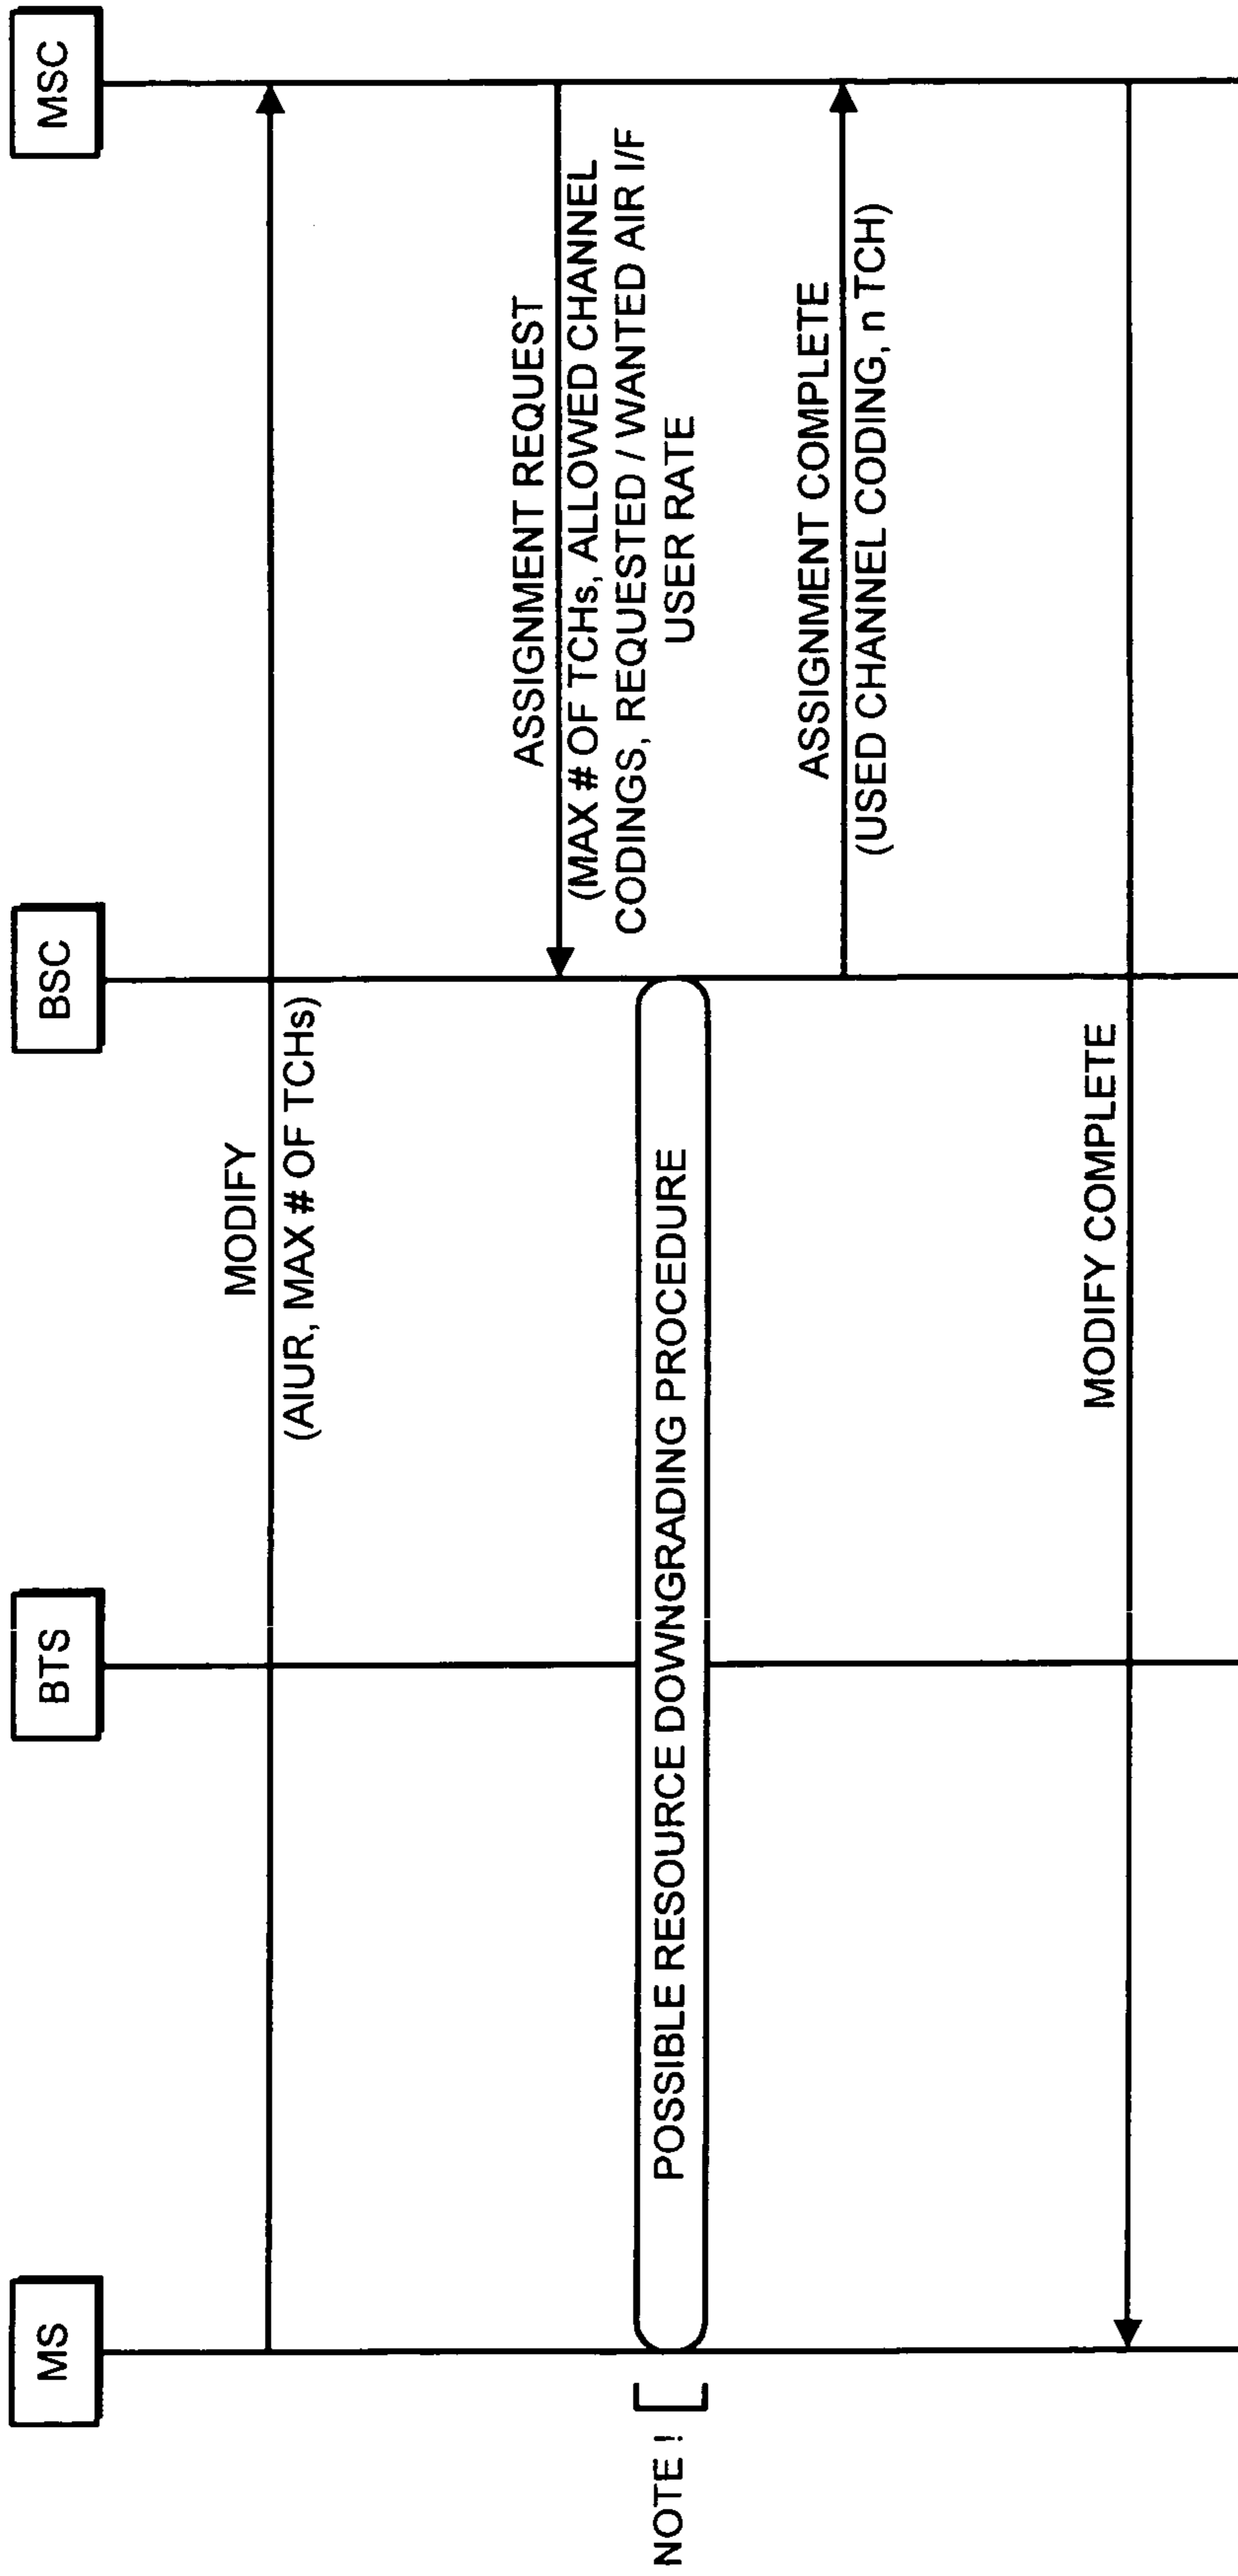 MS
BTS
BSC
MSC
MODIFY
(AIUR, MAX # OF TCHs)
ASSIGNMENT REQUEST
(MAX # OF TCHs, ALLOWED CHANNEL
CODINGS, REQUESTED / WANTED AIR I/F
USER RATE
NOTE !
POSSIBLE RESOURCE DOWNGRADING PROCEDURE
ASSIGNMENT COMPLETE
(USED CHANNEL CODING, n TCH)
MODIFY COMPLETE